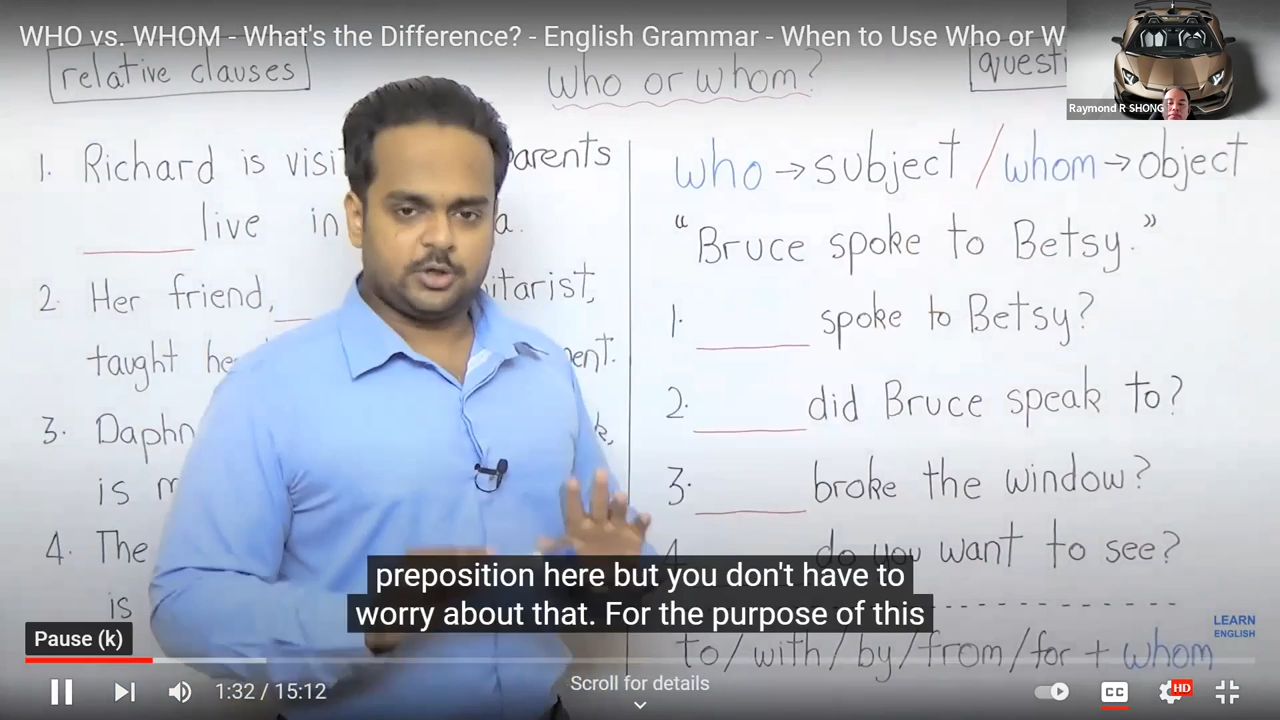 WHO vs. WHOM - What's the Difference? - English Grammar - When to Use Who or W
Raymond R SHONG
relative clauses
who or whom?
questi
1. Richard is visi
parents
live in
a.
2. Her friend,
itarist,
taught he
ent.
3. Daphn
is m
4. The
is
who → subject / whom → object
"Bruce spoke to Betsy."
1. spoke to Betsy?
2. did Bruce speak to?
3. broke the window?
4. do you want to see?
to/with/by/from/for + whom
preposition here but you don't have to
worry about that. For the purpose of this
LEARN
ENGLISH
Pause (k)
1:32 / 15:12
Scroll for details
CC
HD